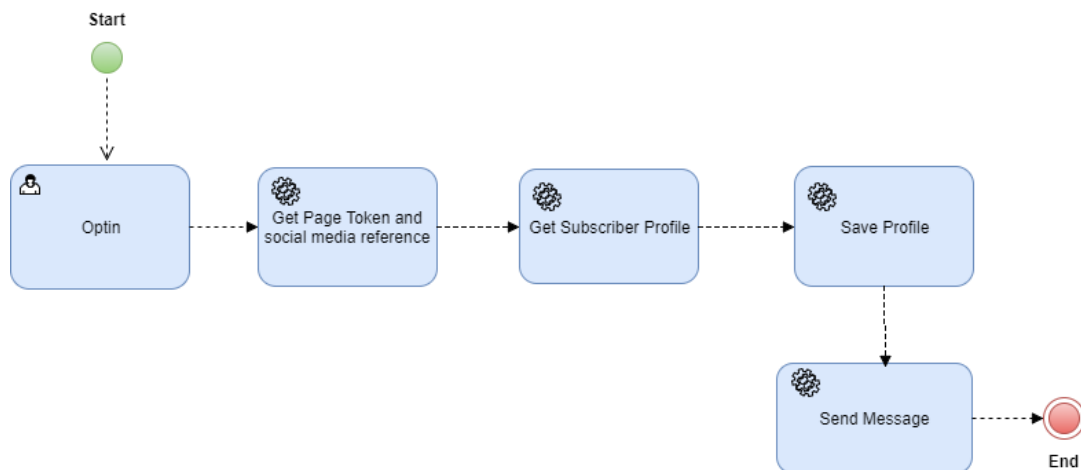 Start
Optin
Get Page Token and
social media reference
Get Subscriber Profile
Save Profile
Send Message
End